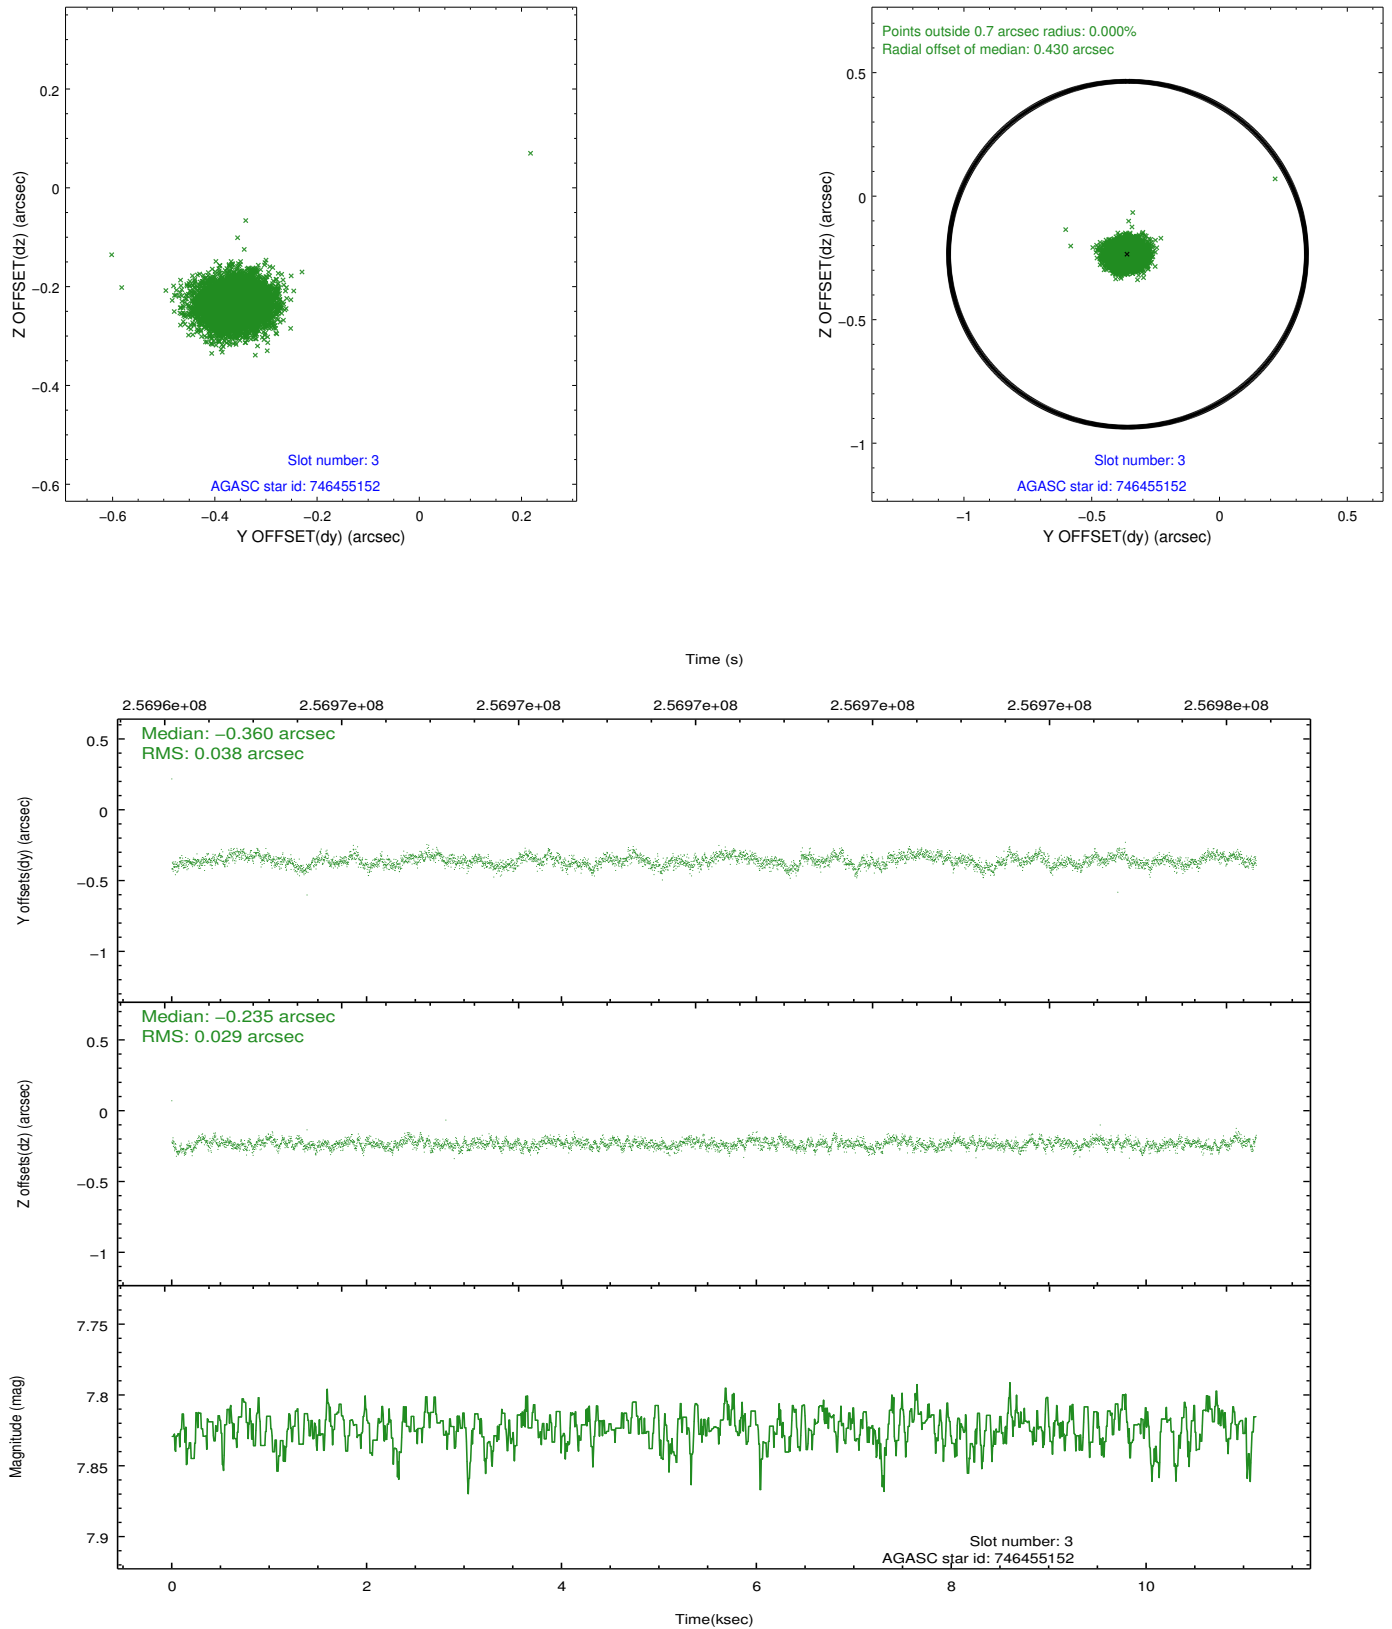 0.2
0
−0.2
−0.4
−0.6
Z OFFSET(dz) (arcsec)
Slot number: 3
AGASC star id: 746455152
−0.6
−0.4
−0.2
0
0.2
Y OFFSET(dy) (arcsec)
Points outside 0.7 arcsec radius: 0.000%
Radial offset of median: 0.430 arcsec
0.5
0
−0.5
−1
Z OFFSET(dz) (arcsec)
Slot number: 3
AGASC star id: 746455152
−1
−0.5
0
0.5
Y OFFSET(dy) (arcsec)
Time (s)
2.5696e+08
2.5697e+08
2.5697e+08
2.5697e+08
2.5697e+08
2.5697e+08
2.5698e+08
Median: −0.360 arcsec
RMS: 0.038 arcsec
0.5
0
−0.5
−1
Y offsets(dy) (arcsec)
Median: −0.235 arcsec
RMS: 0.029 arcsec
0.5
0
−0.5
−1
Z offsets(dz) (arcsec)
7.75
7.8
7.85
7.9
Magnitude (mag)
Slot number: 3
AGASC star id: 746455152
0
2
4
6
8
10
Time(ksec)